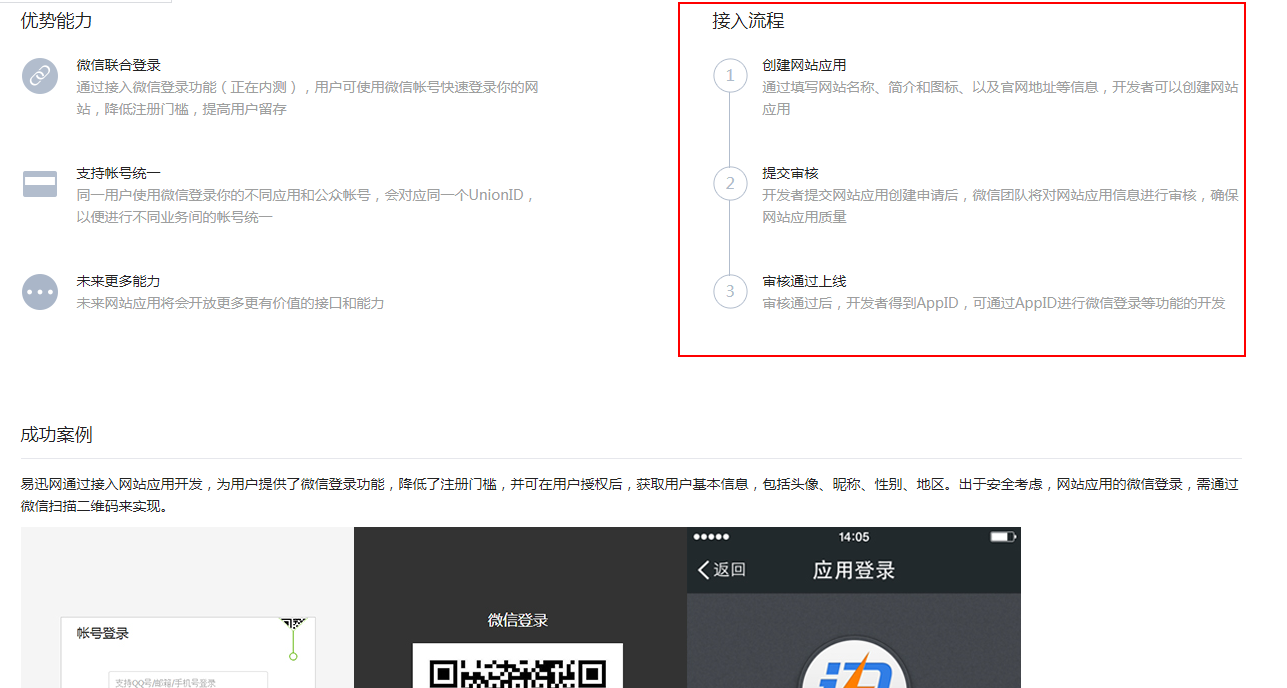 优势能力
微信联合登录
通过接入微信登录功能（正在内测），用户可使用微信帐号快速登录你的网
站，降低注册门槛，提高用户留存
支持帐号统一
同一用户使用微信登录你的不同应用和公众帐号，会对应同一个UnionID，
以便进行不同业务间的帐号统一
未来更多能力
未来网站应用将会开放更多更有价值的接口和能力
接入流程
1
创建网站应用
通过填写网站名称、简介和图标、以及官网地址等信息，开发者可以创建网站
应用
2
提交审核
开发者提交网站应用创建申请后，微信团队将对网站应用信息进行审核，确保
网站应用质量
3
审核通过上线
审核通过后，开发者得到AppID，可通过AppID进行微信登录等功能的开发
成功案例
易迅网通过接入网站应用开发，为用户提供了微信登录功能，降低了注册门槛，并可在用户授权后，获取用户基本信息，包括头像、昵称、性别、地区。出于安全考虑，网站应用的微信登录，需通过
微信扫描二维码来实现。
帐号登录
支持QQ号/邮箱/手机号登录
微信登录
14:05
返回
应用登录